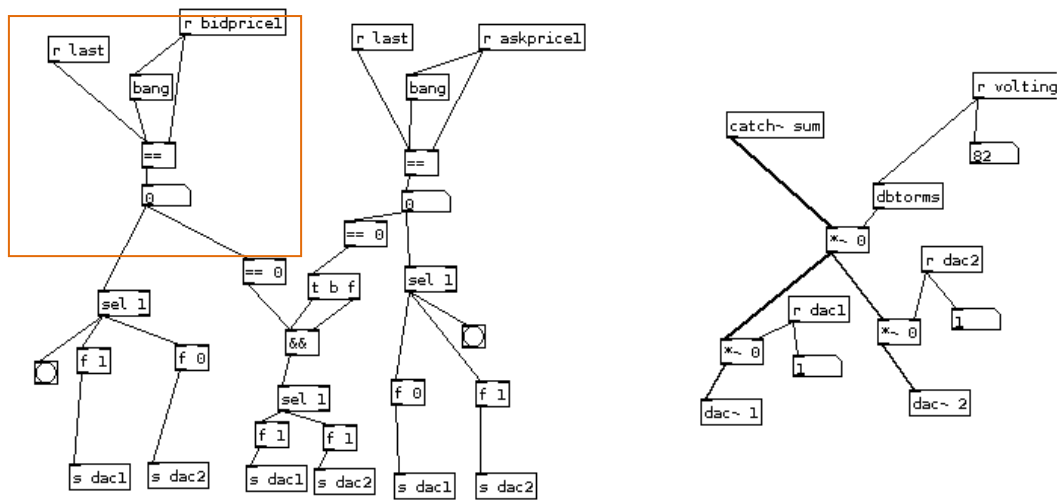 r bidprice1
r last
bang
==
0
== 0
sel 1
f 1
f 0
s dac1
s dac2
r last
r askprice1
bang
==
0
== 0
t b f
&&
sel 1
f 1
f 1
s dac1
s dac2
sel 1
f 0
f 1
s dac1
s dac2
r volting
82
catch~ sum
dbtorms
*~ 0
r dac2
1
r dac1
1
*~ 0
*~ 0
dac~ 1
dac~ 2